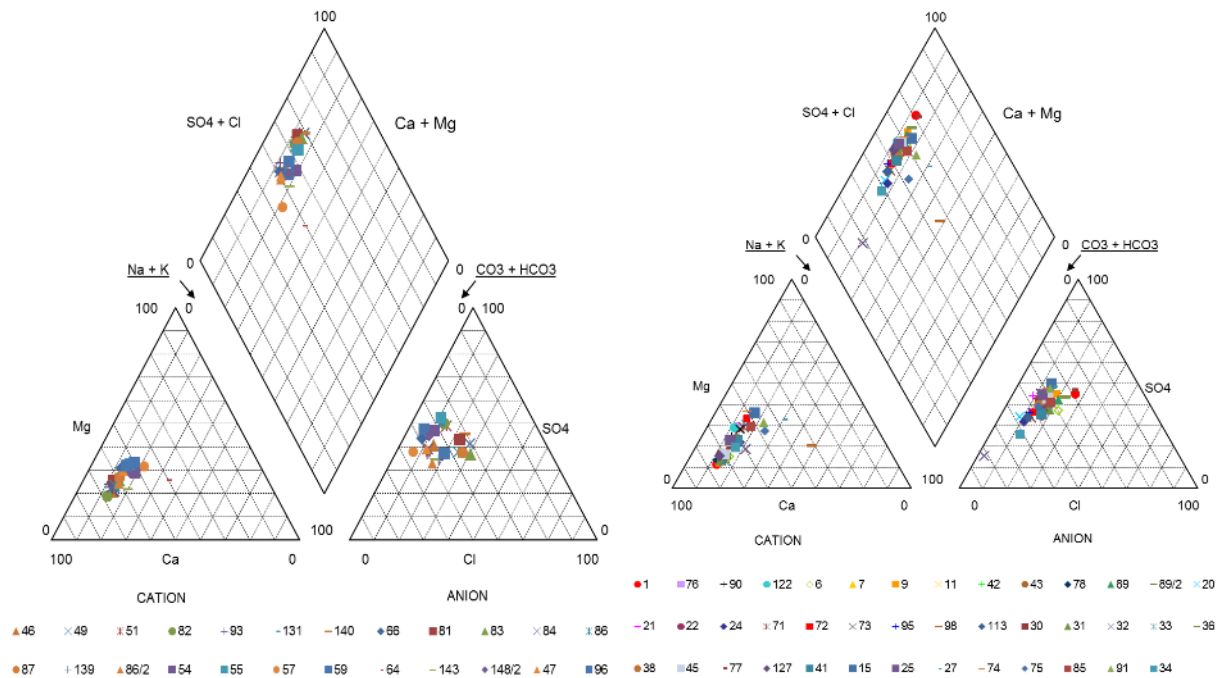 100
SO4 + Cl
Ca + Mg
0
0
Na + K
CO3 + HCO3
100
0
0
100
Mg
SO4
0
100
0
100
Ca
0
0
Cl
100
CATION
ANION
46 49 51 82 93 131 140 66 81 83 84 86
87 139 86/2 54 55 57 59 64 143 148/2 47 96
100
SO4 + Cl
Ca + Mg
0
0
Na + K
CO3 + HCO3
100
0
0
100
Mg
SO4
0
100
0
100
Ca
0
0
Cl
100
CATION
ANION
1 76 90 122 6 7 9 11 42 43 78 89 89/2 20
21 22 24 71 72 73 95 98 113 30 31 32 33 36
38 45 77 127 41 15 25 27 74 75 85 91 34